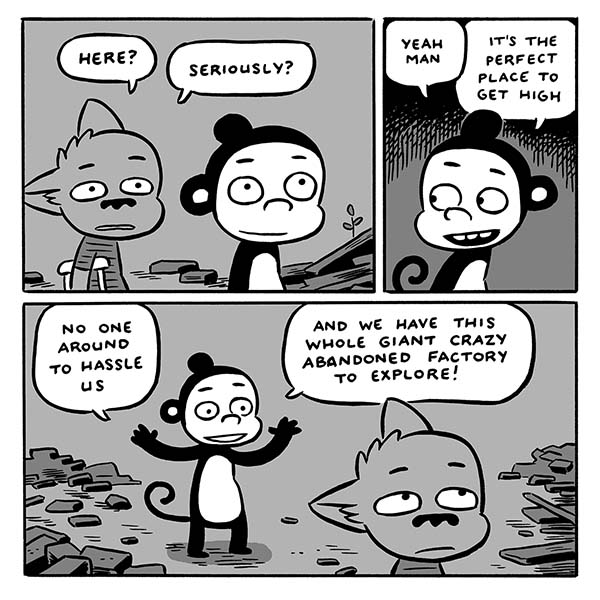 HERE?
SERIOUSLY?
YEAH
MAN
IT'S THE
PERFECT
PLACE TO
GET HIGH
NO ONE
AROUND
TO HASSLE
US
AND WE HAVE THIS
WHOLE GIANT CRAZY
ABANDONED FACTORY
TO EXPLORE!